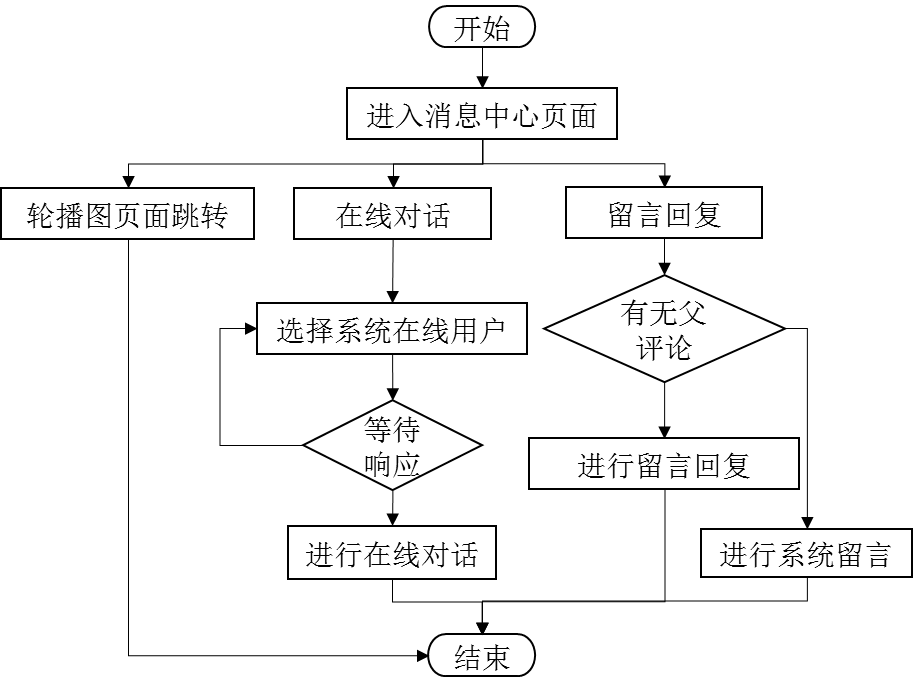 开始
进入消息中心页面
轮播图页面跳转
在线对话
留言回复
选择系统在线用户
有无父
评论
等待
响应
进行留言回复
进行在线对话
进行系统留言
结束